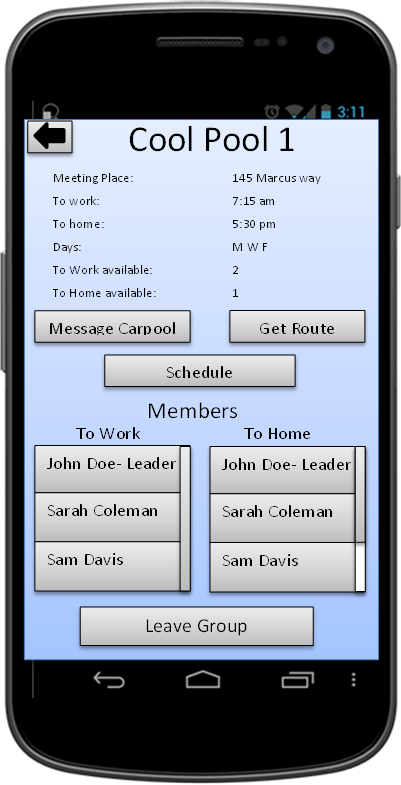 3:11
Cool Pool 1
Meeting Place: 145 Marcus way
To work: 7:15 am
To home: 5:30 pm
Days: M W F
To Work available: 2
To Home available: 1
Message Carpool Get Route
Schedule
Members
To Work To Home
John Doe- Leader John Doe- Leader
Sarah Coleman Sarah Coleman
Sam Davis Sam Davis
Leave Group